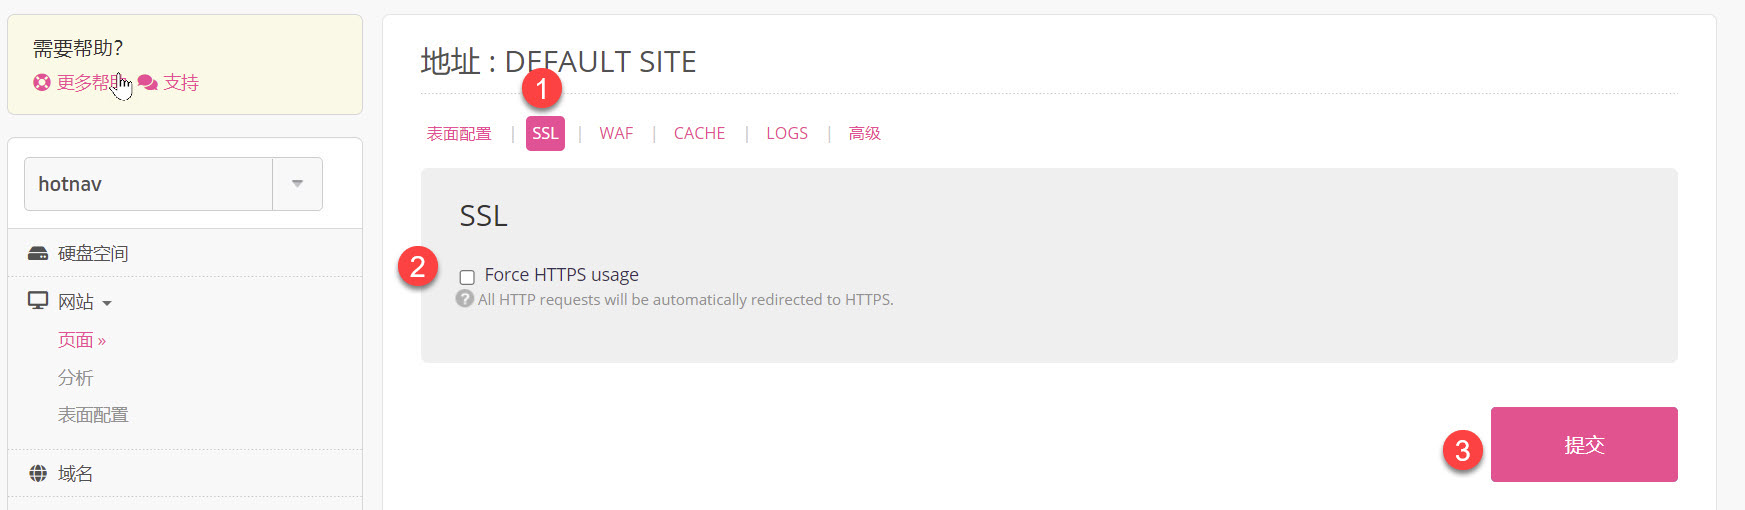 需要帮助?
更多帮助 支持
hotnav
硬盘空间
网站
页面 »
分析
表面配置
域名
地址 : DEFAULT SITE
1
表面配置 | SSL | WAF | CACHE | LOGS | 高级
SSL
2
Force HTTPS usage
? All HTTP requests will be automatically redirected to HTTPS.
3
提交